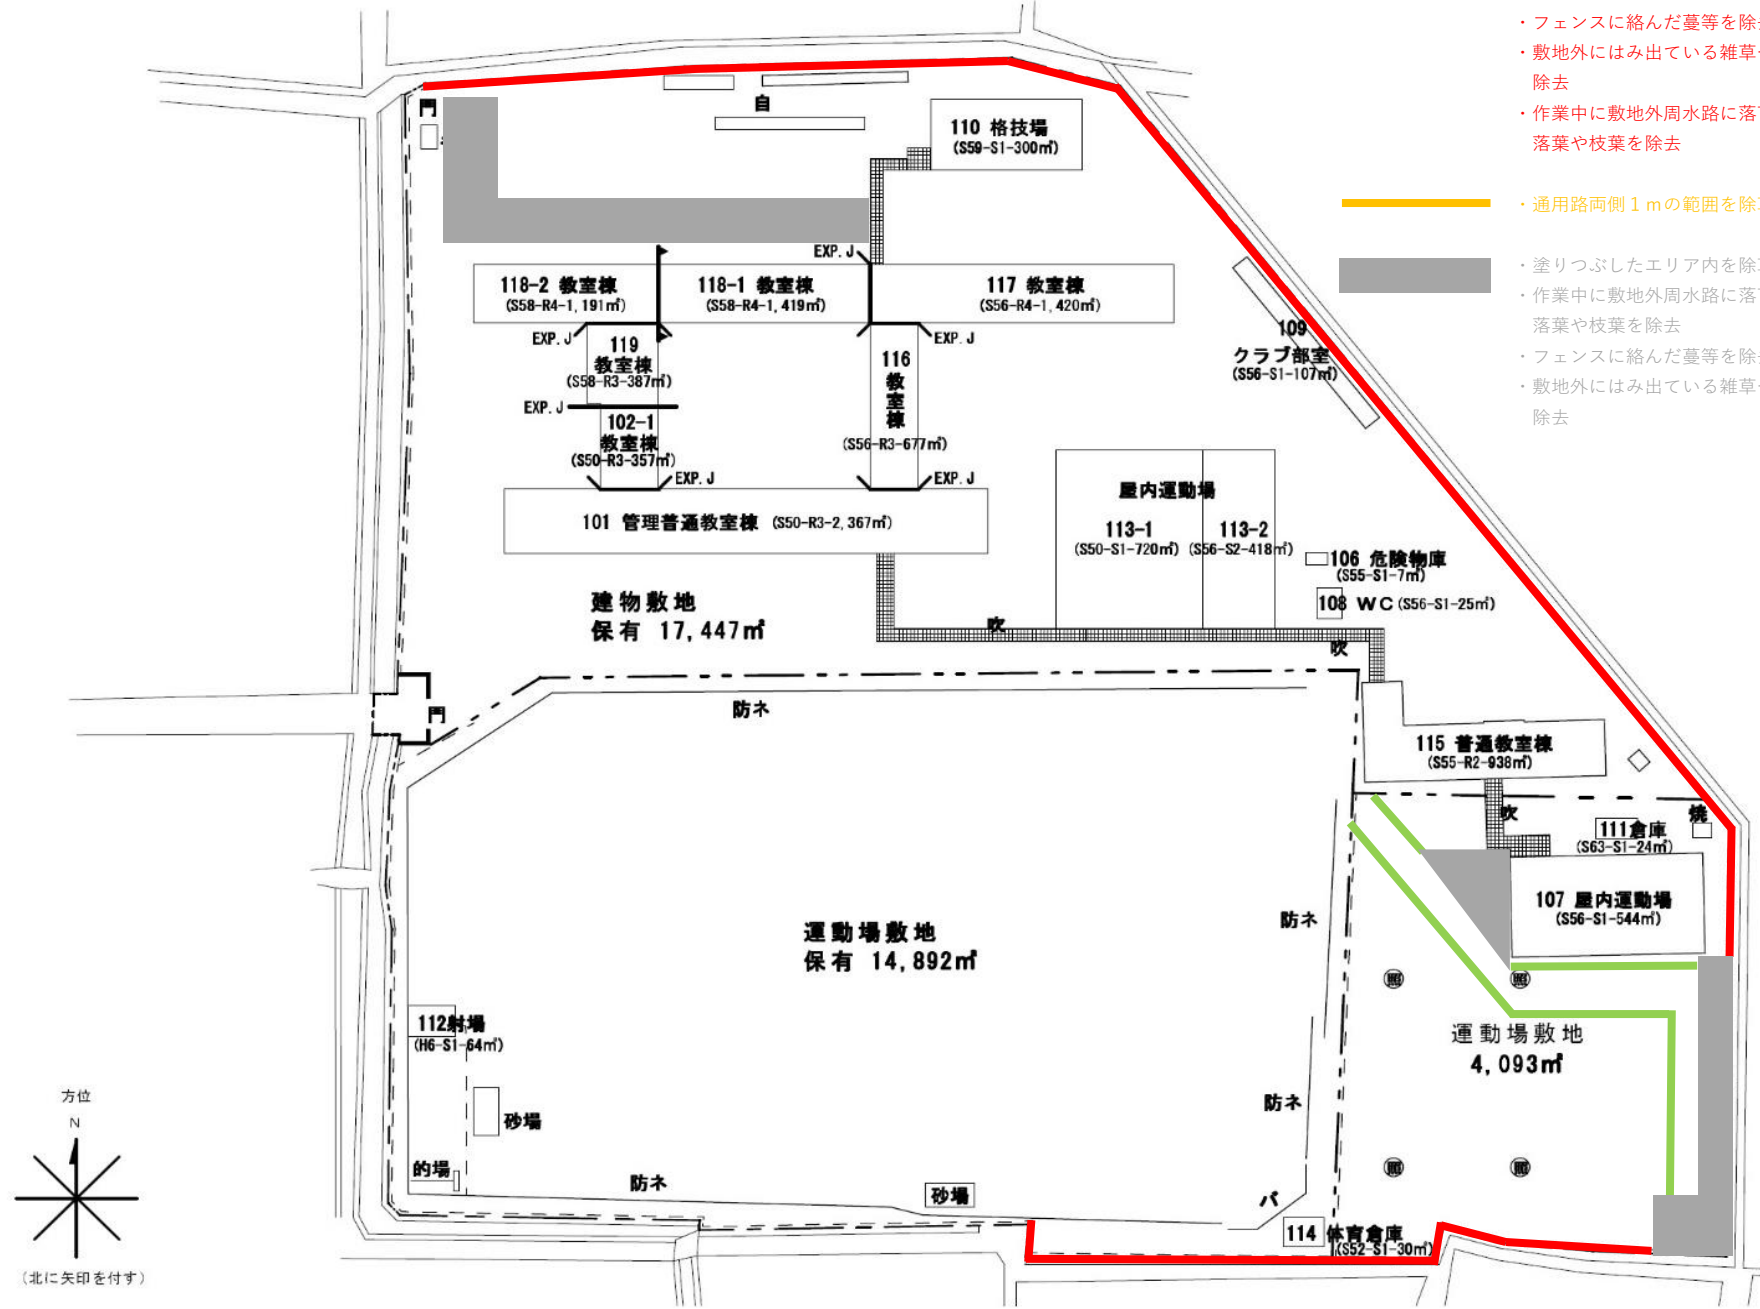 ・フェンスに絡んだ蔓等を除
・敷地外にはみ出ている雑草
除去
・作業中に敷地外周水路に落
落葉や枝葉を除去
・通用路両側１ｍの範囲を除
・塗りつぶしたエリア内を除
・作業中に敷地外周水路に落
落葉や枝葉を除去
・フェンスに絡んだ蔓等を除
・敷地外にはみ出ている雑草
除去
門
自
110 格技場
(S59-S1-300㎡)
EXP. J
118-2 教室棟
(S58-R4-1,191㎡)
118-1 教室棟
(S58-R4-1,419㎡)
117 教室棟
(S56-R4-1,420㎡)
EXP. J
EXP. J
119
教室棟
(S58-R3-387㎡)
116
教室棟
(S56-R3-677㎡)
109
クラブ部室
(S56-S1-107㎡)
EXP. J
102-1
教室棟
(S50-R3-357㎡)
EXP. J
EXP. J
101 管理普通教室棟 (S50-R3-2,367㎡)
屋内運動場
113-1
(S50-S1-720㎡)
113-2
(S56-S2-418㎡)
106 危険物庫
(S55-S1-7㎡)
108 WC (S56-S1-25㎡)
建物敷地
保有 17,447㎡
吹
吹
門
防ネ
115 普通教室棟
(S55-R2-938㎡)
吹
焼
111倉庫
(S63-S1-24㎡)
107 屋内運動場
(S56-S1-544㎡)
運動場敷地
保有 14,892㎡
防ネ
照
照
112射場
(H6-S1-64㎡)
運動場敷地
4,093㎡
方位
N
砂場
防ネ
的場
防ネ
照
照
砂場
パ
114 体育倉庫
(S52-S1-30㎡)
(北に矢印を付す)